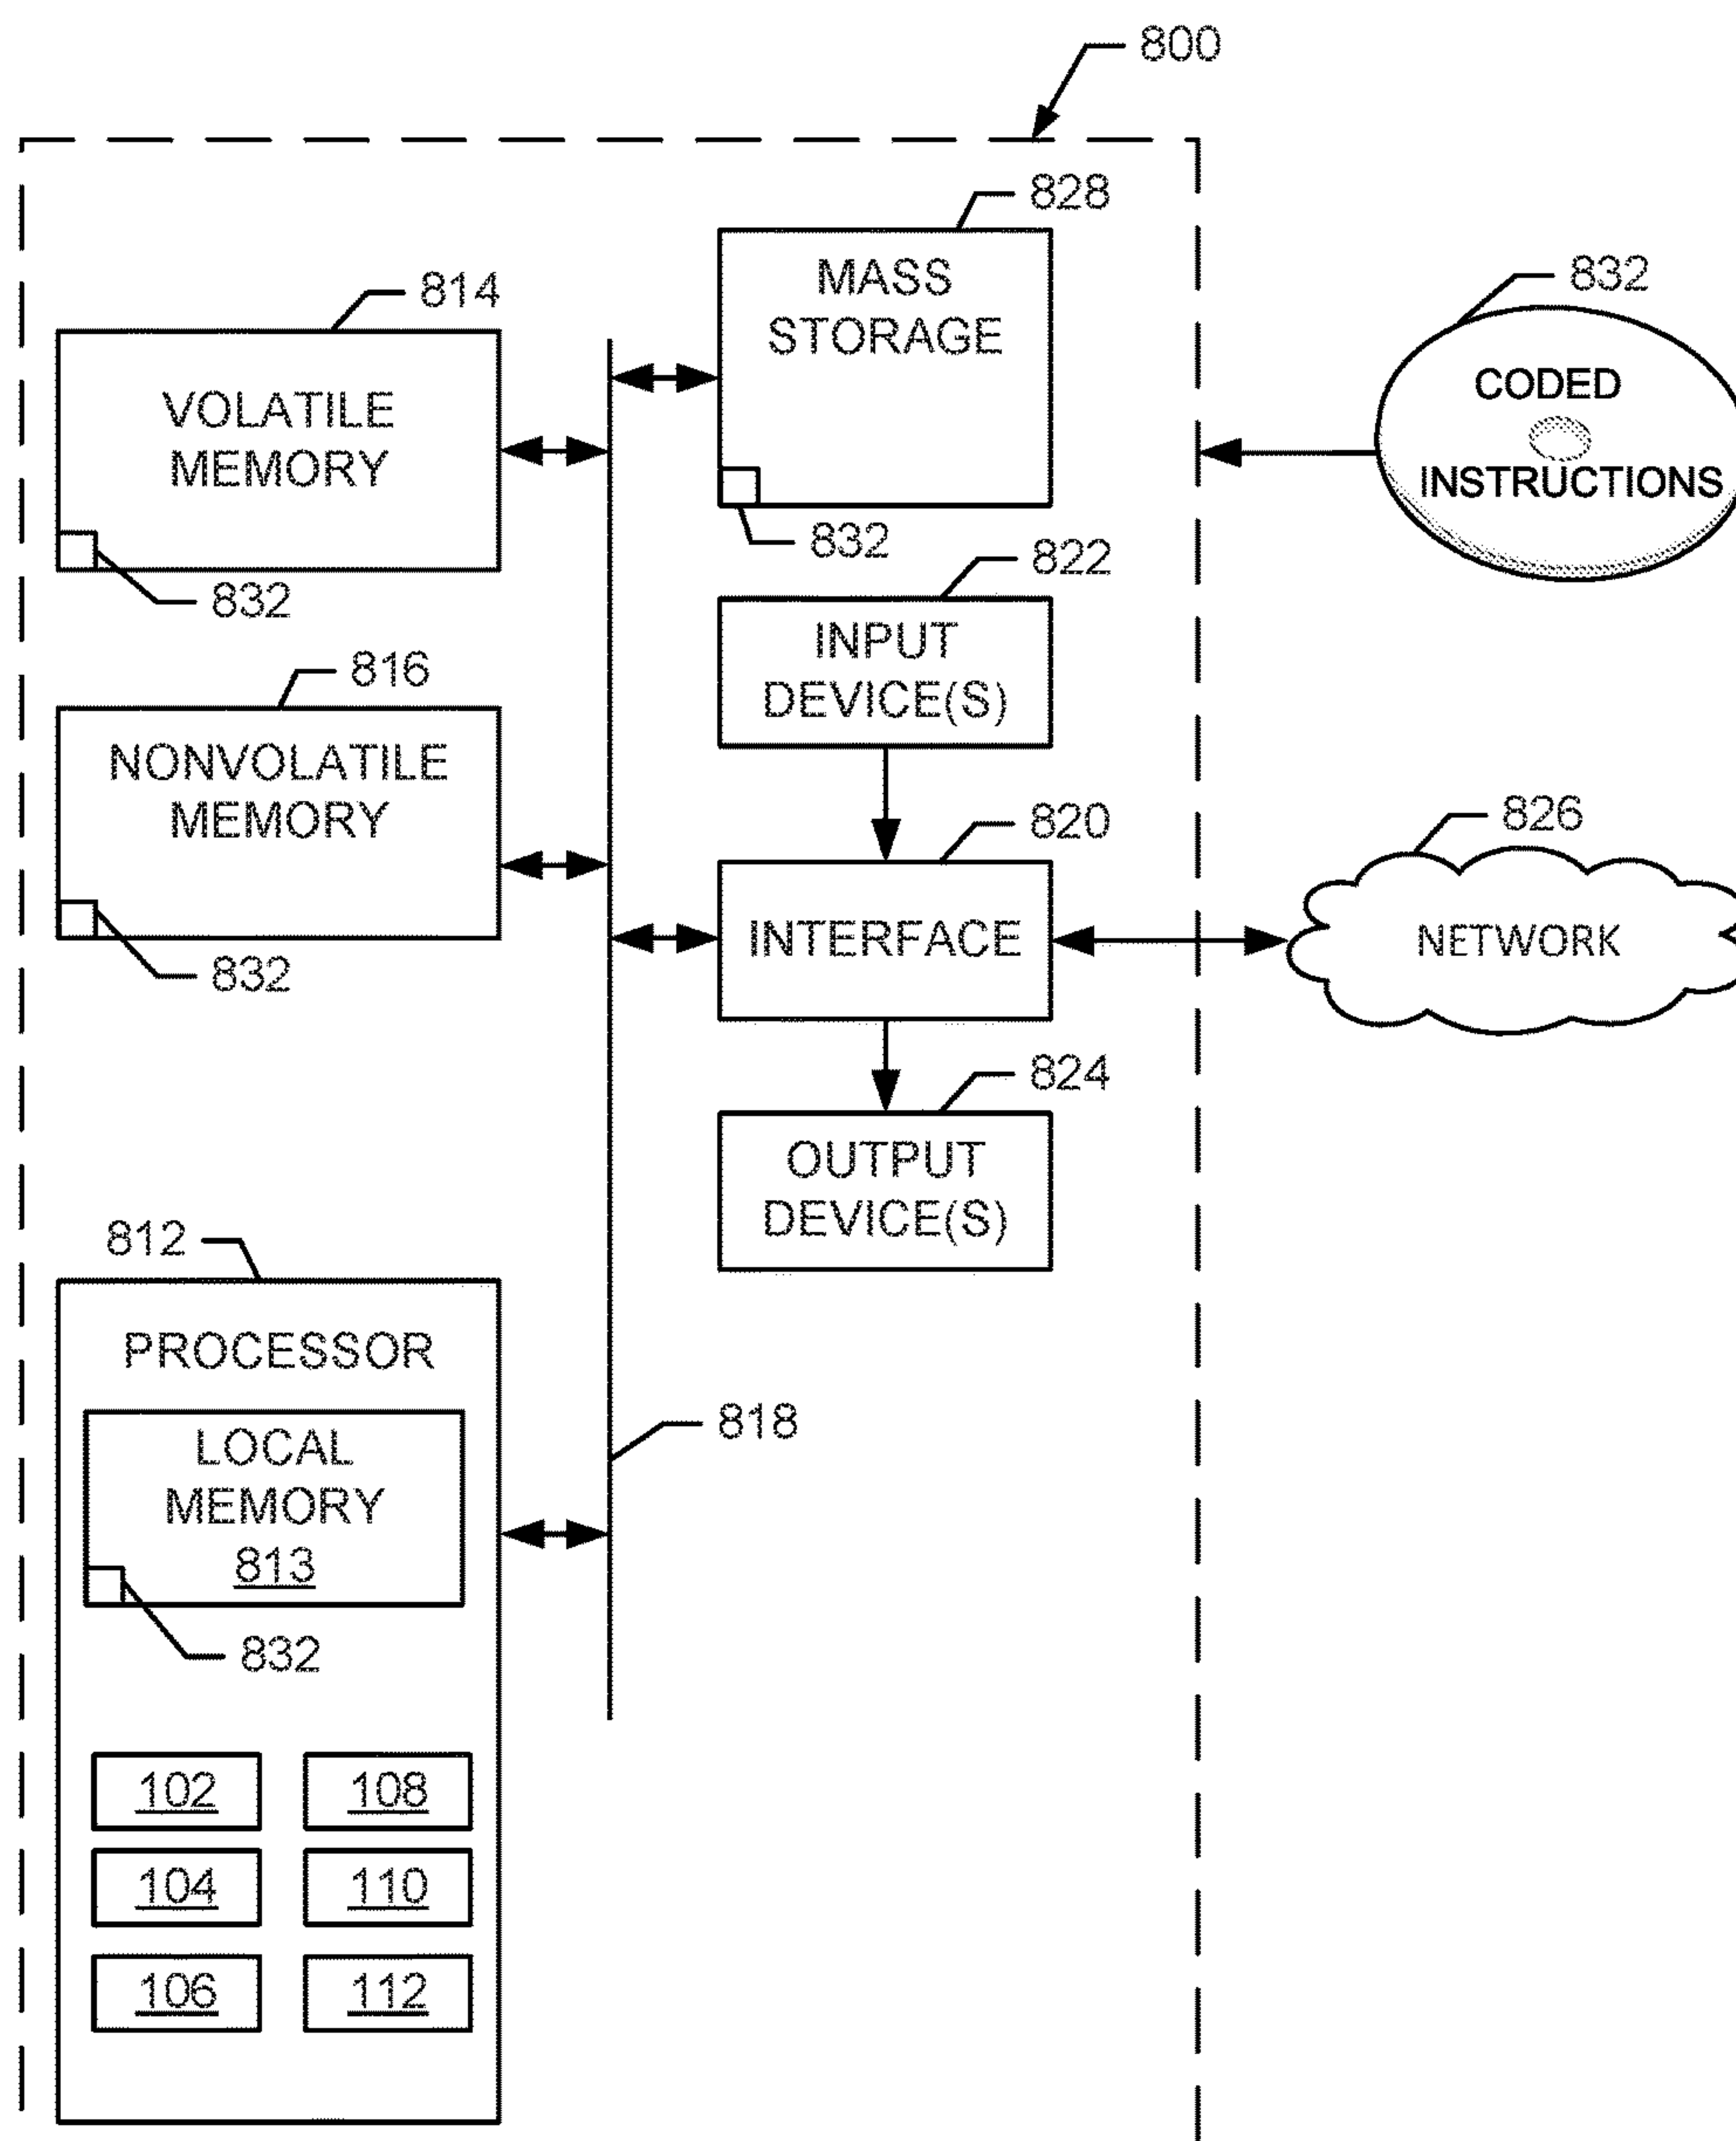 800
828
MASS
STORAGE
832
814
VOLATILE
MEMORY
832
832
CODED
INSTRUCTIONS
822
INPUT
DEVICE(S)
816
NONVOLATILE
MEMORY
832
820
INTERFACE
826
NETWORK
824
OUTPUT
DEVICE(S)
812
PROCESSOR
LOCAL
MEMORY
813
832
818
102
108
104
110
106
112